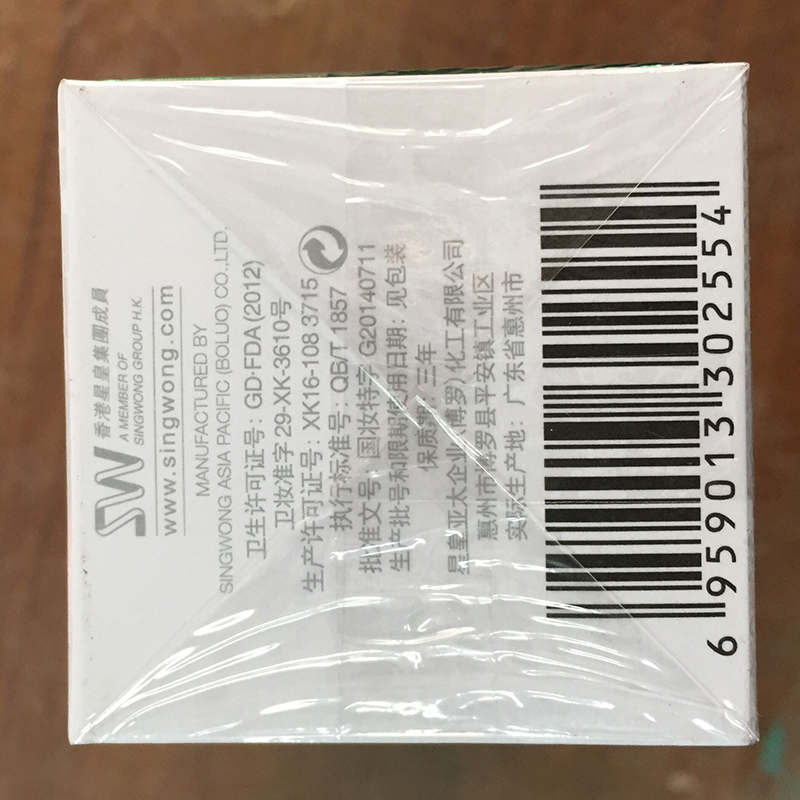 SW
香港星皇集團成員
A MEMBER OF
SINGWONG GROUP H.K.
www.singwong.com
MANUFACTURED BY
SINGWONG ASIA PACIFIC (BOLUO) CO.,LTD.
卫生许可证号：GD·FDA (2012)
卫妆准字 29-XK-3610号
生产许可证号：XK16-108 3715
执行标准号：QB/T 1857
批准文号：国妆特字 G20140711
生产批号和限期使用日期：见包装
保质期：三年
星皇亚太企业(博罗)化工有限公司
惠州市博罗县平安镇工业区
实际生产地：广东省惠州市
6 959013 302554